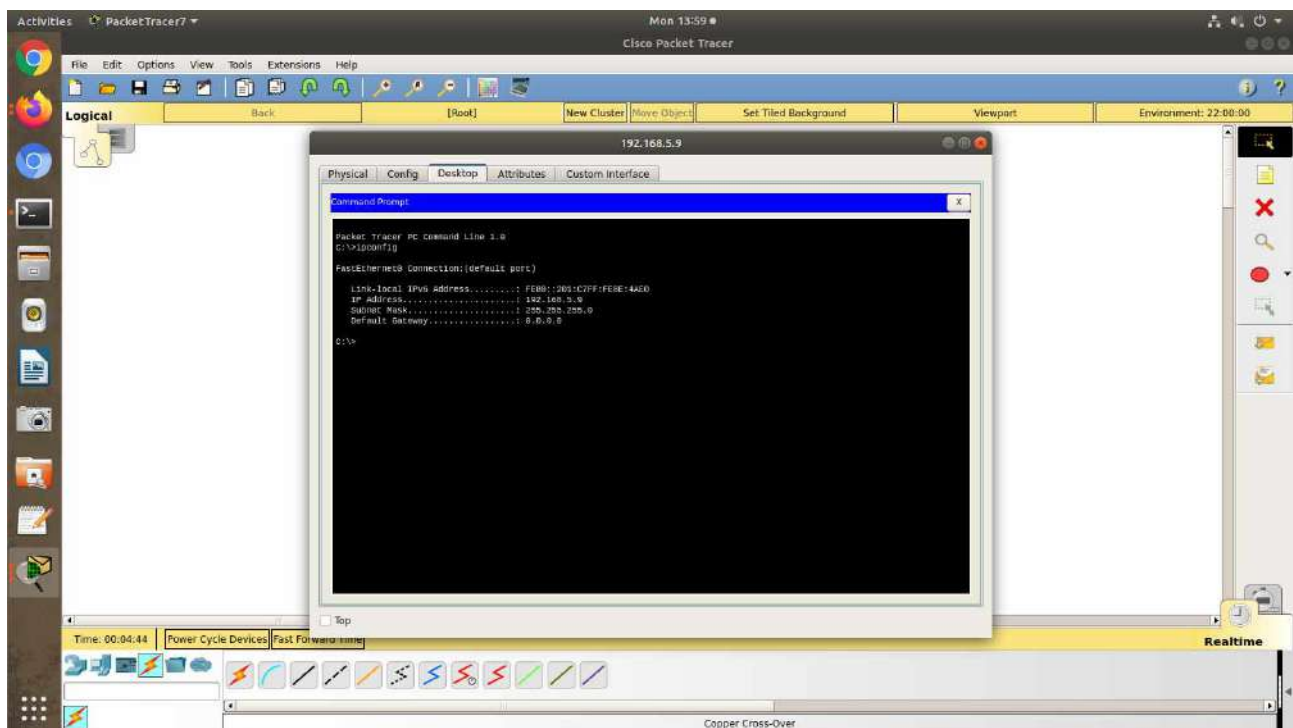 Activities PacketTracer7 Mon 13:59
Cisco Packet Tracer
File Edit Options View Tools Extensions Help
Logical Back [Root] New Cluster Move Object Set Tiled Background Viewport Environment: 22:00:00
192.168.5.9
Physical Config Desktop Attributes Custom Interface
Command Prompt X
Packet Tracer PC Command Line 1.0
C:\>ipconfig
FastEthernet0 Connection:(default port)
Link-local IPv6 Address.........: FE80::201:C7FF:FE8E:4AE0
IP Address......................: 192.168.5.9
Subnet Mask.....................: 255.255.255.0
Default Gateway.................: 0.0.0.0
C:\>
Top
Time: 00:04:44 Power Cycle Devices Fast Forward Time
Realtime
Copper Cross-Over